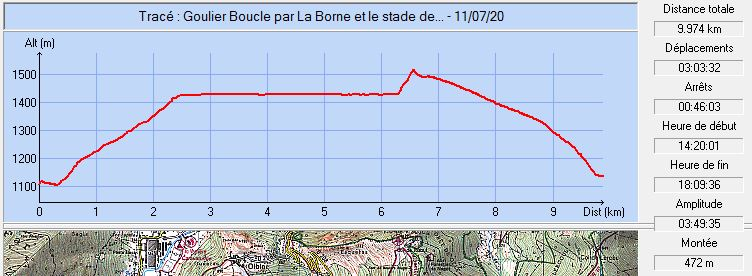 Tracé : Goulier Boucle par La Borne et le stade de... - 11/07/20
Alt (m)
1500
1400
1300
1200
1100
0 1 2 3 4 5 6 7 8 9 Dist (km)
Distance totale
9.974 km
Déplacements
03:03:32
Arrêts
00:46:03
Heure de début
14:20:01
Heure de fin
18:09:36
Amplitude
03:49:35
Montée
472 m